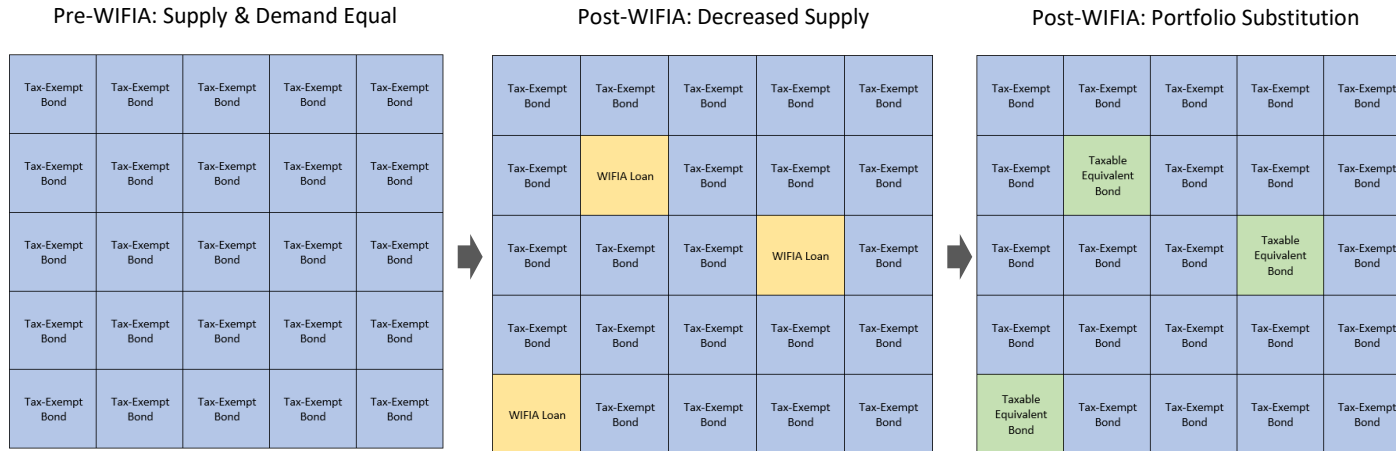 Pre-WIFIA: Supply & Demand Equal
Tax-Exempt Tax-Exempt Tax-Exempt Tax-Exempt Tax-Exempt
Bond Bond Bond Bond Bond
Tax-Exempt Tax-Exempt Tax-Exempt Tax-Exempt Tax-Exempt
Bond Bond Bond Bond Bond
Tax-Exempt Tax-Exempt Tax-Exempt Tax-Exempt Tax-Exempt
Bond Bond Bond Bond Bond
Tax-Exempt Tax-Exempt Tax-Exempt Tax-Exempt Tax-Exempt
Bond Bond Bond Bond Bond
Tax-Exempt Tax-Exempt Tax-Exempt Tax-Exempt Tax-Exempt
Bond Bond Bond Bond Bond
Post-WIFIA: Decreased Supply
Tax-Exempt Tax-Exempt Tax-Exempt Tax-Exempt Tax-Exempt
Bond Bond Bond Bond Bond
Tax-Exempt WIFIA Loan Tax-Exempt Tax-Exempt Tax-Exempt
Bond Bond Bond Bond
Tax-Exempt Tax-Exempt Tax-Exempt WIFIA Loan Tax-Exempt
Bond Bond Bond Bond
Tax-Exempt Tax-Exempt Tax-Exempt Tax-Exempt Tax-Exempt
Bond Bond Bond Bond Bond
WIFIA Loan Tax-Exempt Tax-Exempt Tax-Exempt Tax-Exempt
Bond Bond Bond Bond
Post-WIFIA: Portfolio Substitution
Tax-Exempt Tax-Exempt Tax-Exempt Tax-Exempt Tax-Exempt
Bond Bond Bond Bond Bond
Tax-Exempt Taxable Tax-Exempt Tax-Exempt Tax-Exempt
Bond Equivalent Bond Bond Bond
Bond
Tax-Exempt Tax-Exempt Tax-Exempt Taxable Tax-Exempt
Bond Bond Bond Equivalent Bond
Bond
Tax-Exempt Tax-Exempt Tax-Exempt Tax-Exempt Tax-Exempt
Bond Bond Bond Bond Bond
Taxable Tax-Exempt Tax-Exempt Tax-Exempt Tax-Exempt
Equivalent Bond Bond Bond Bond
Bond